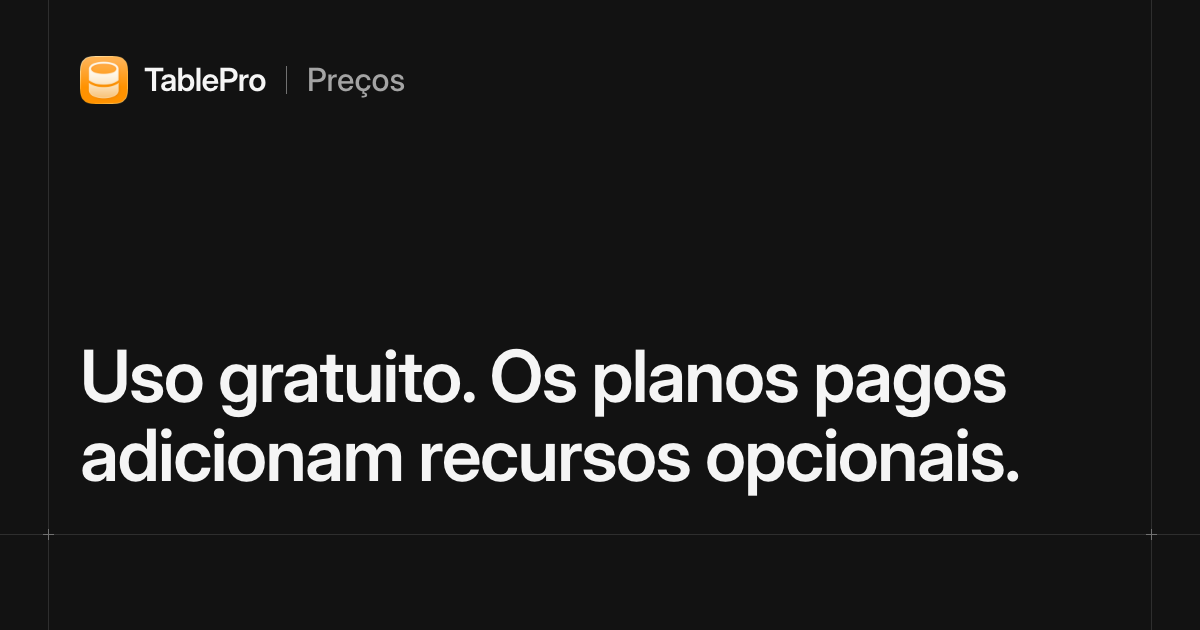 TablePro | Preços
Uso gratuito. Os planos pagos
adicionam recursos opcionais.